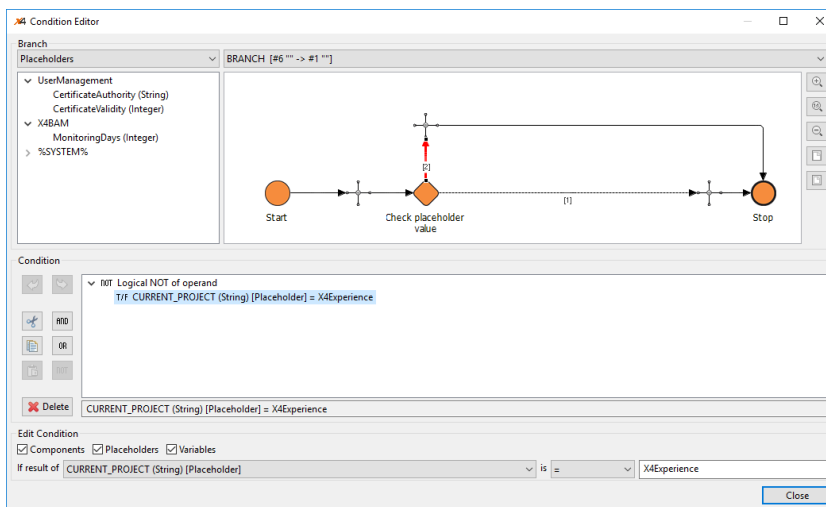 X4 Condition Editor
Branch
Placeholders
BRANCH [#6 "" -> #1 ""]
UserManagement
CertificateAuthority (String)
CertificateValidity (Integer)
X4BAM
MonitoringDays (Integer)
%SYSTEM%
[2]
[1]
Start
Check placeholder
value
Stop
Condition
NOT Logical NOT of operand
T/F CURRENT_PROJECT (String) [Placeholder] = X4Experience
AND
OR
NOT
Delete
CURRENT_PROJECT (String) [Placeholder] = X4Experience
Edit Condition
Components Placeholders Variables
If result of CURRENT_PROJECT (String) [Placeholder] is = X4Experience
Close